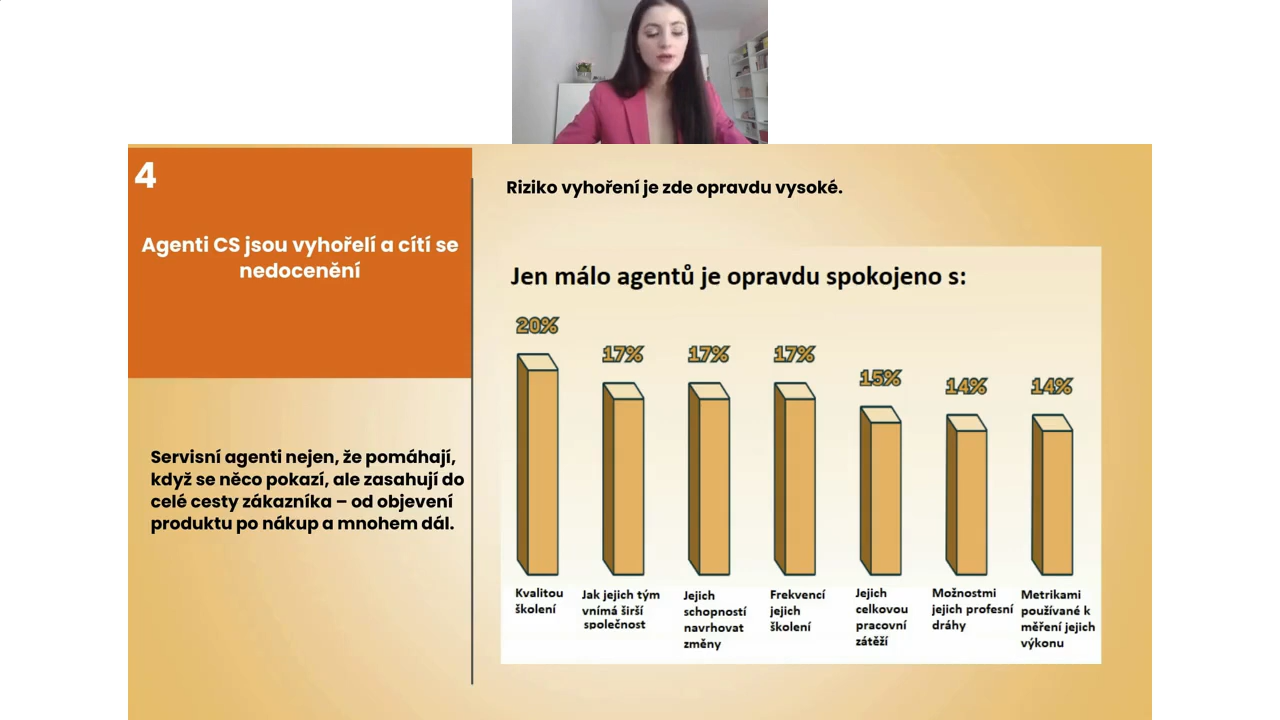 4
Agenti CS jsou vyhořelí a cítí se
nedocenění
Servisní agenti nejen, že pomáhají,
když se něco pokazí, ale zasahují do
celé cesty zákazníka – od objevení
produktu po nákup a mnohem dál.
Riziko vyhoření je zde opravdu vysoké.
Jen málo agentů je opravdu spokojeno s:
20%
17%
17%
17%
15%
14%
14%
Kvalitou
školení
Jak jejich tým
vnímá širší
společnost
Jejich
schopností
navrhovat
změny
Frekvencí
jejich
školení
Jejich
celkovou
pracovní
zátěží
Možnostmi
jejich profesní
dráhy
Metrikami
používané k
měření jejich
výkonu